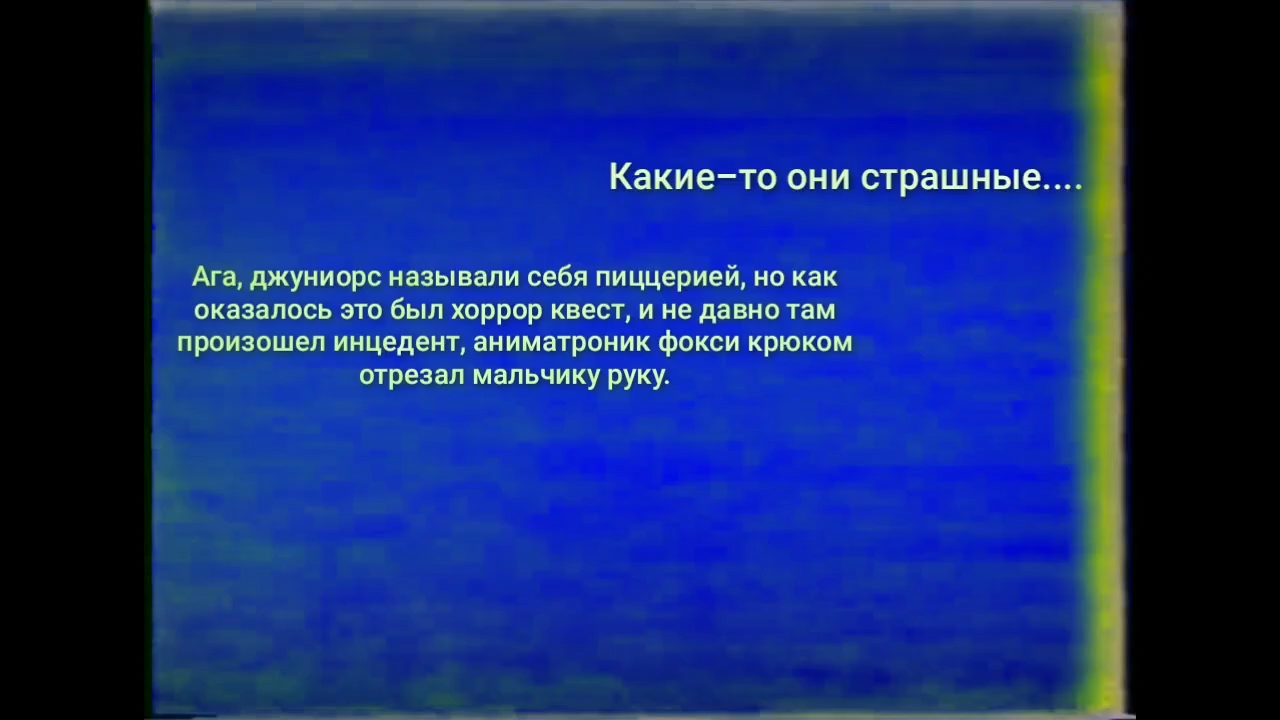 Какие–то они страшные....
Ага, джуниорс называли себя пиццерией, но как
оказалось это был хоррор квест, и не давно там
произошел инцедент, аниматроник фокси крюком
отрезал мальчику руку.